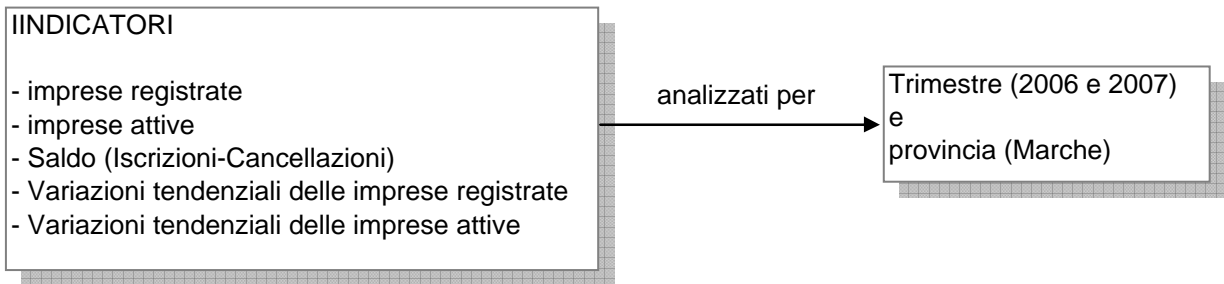 IINDICATORI
- imprese registrate
- imprese attive
- Saldo (Iscrizioni-Cancellazioni)
- Variazioni tendenziali delle imprese registrate
- Variazioni tendenziali delle imprese attive
analizzati per
Trimestre (2006 e 2007)
e
provincia (Marche)